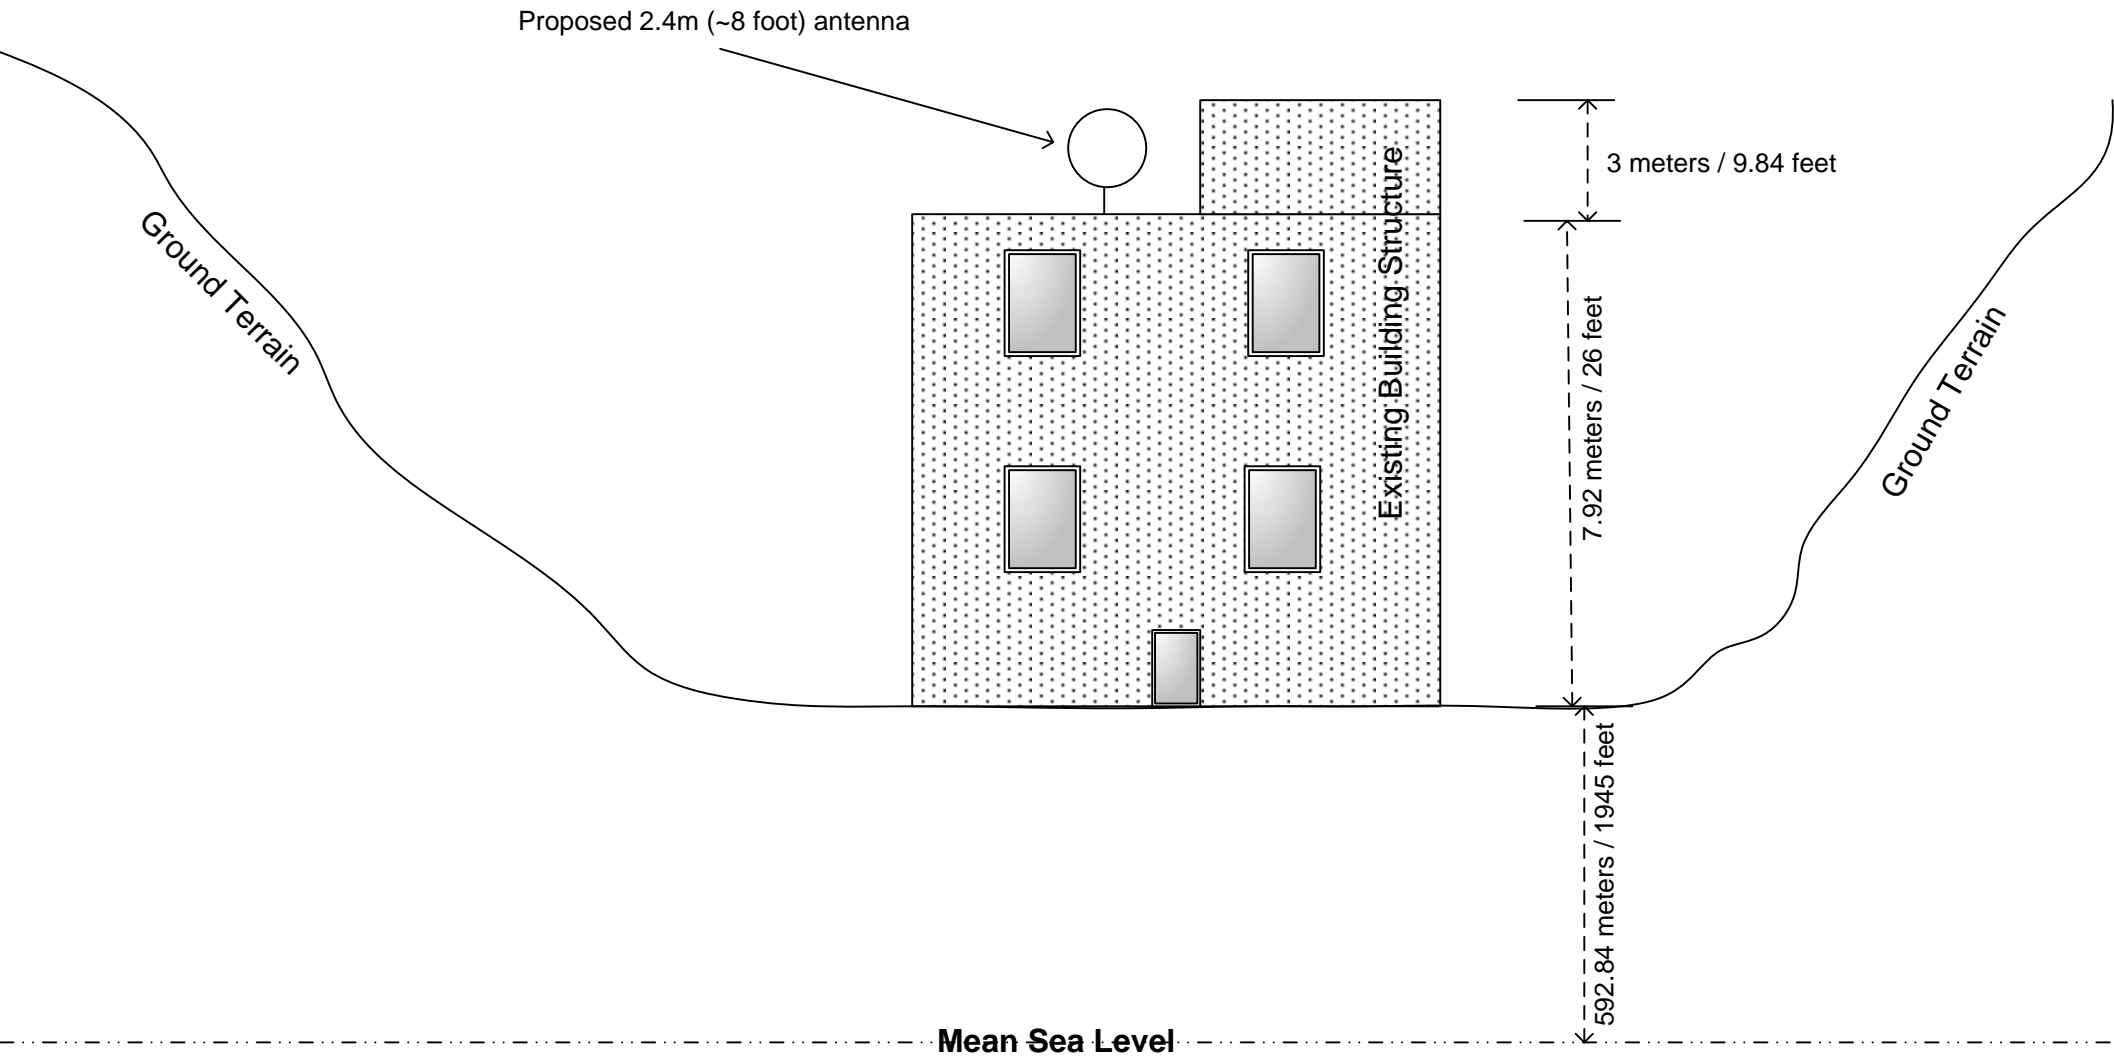 Proposed 2.4m (~8 foot) antenna
3 meters / 9.84 feet
Ground Terrain
Existing Building Structure
7.92 meters / 26 feet
Ground Terrain
592.84 meters / 1945 feet
Mean Sea Level